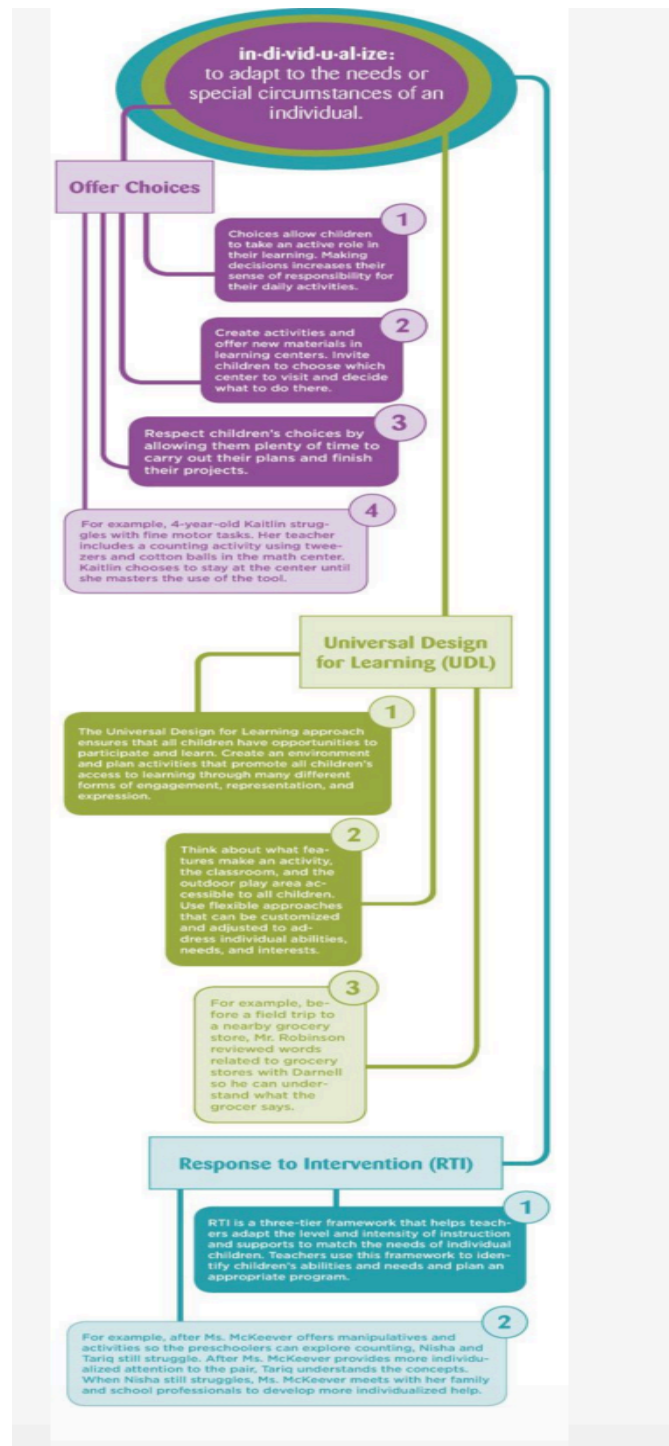 in·di·vid·u·al·ize:
to adapt to the needs or
special circumstances of an
individual.
Offer Choices
1
Choices allow children
to take an active role in
their learning. Making
decisions increases their
sense of responsibility for
their daily activities.
2
Create activities and
offer new materials in
learning centers. Invite
children to choose which
center to visit and decide
what to do there.
3
Respect children's choices by
allowing them plenty of time to
carry out their plans and finish
their projects.
4
For example, 4-year-old Kaitlin strug-
gles with fine motor tasks. Her teacher
includes a counting activity using twee-
zers and cotton balls in the math center.
Kaitlin chooses to stay at the center until
she masters the use of the tool.
Universal Design
for Learning (UDL)
1
The Universal Design for Learning approach
ensures that all children have opportunities to
participate and learn. Create an environment
and plan activities that promote all children's
access to learning through many different
forms of engagement, representation, and
expression.
2
Think about what fea-
tures make an activity,
the classroom, and the
outdoor play area ac-
cessible to all children.
Use flexible approaches
that can be customized
and adjusted to ad-
dress individual abilities,
needs, and interests.
3
For example, be-
fore a field trip to
a nearby grocery
store, Mr. Robinson
reviewed words
related to grocery
stores with Darnell
so he can under-
stand what the
grocer says.
Response to Intervention (RTI)
1
RTI is a three-tier framework that helps teach-
ers adapt the level and intensity of instruction
and supports to match the needs of individual
children. Teachers use this framework to iden-
tify children's abilities and needs and plan an
appropriate program.
2
For example, after Ms. McKeever offers manipulatives and
activities so the preschoolers can explore counting, Nisha and
Tariq still struggle. After Ms. McKeever provides more individu-
alized attention to the pair, Tariq understands the concepts.
When Nisha still struggles, Ms. McKeever meets with her family
and school professionals to develop more individualized help.